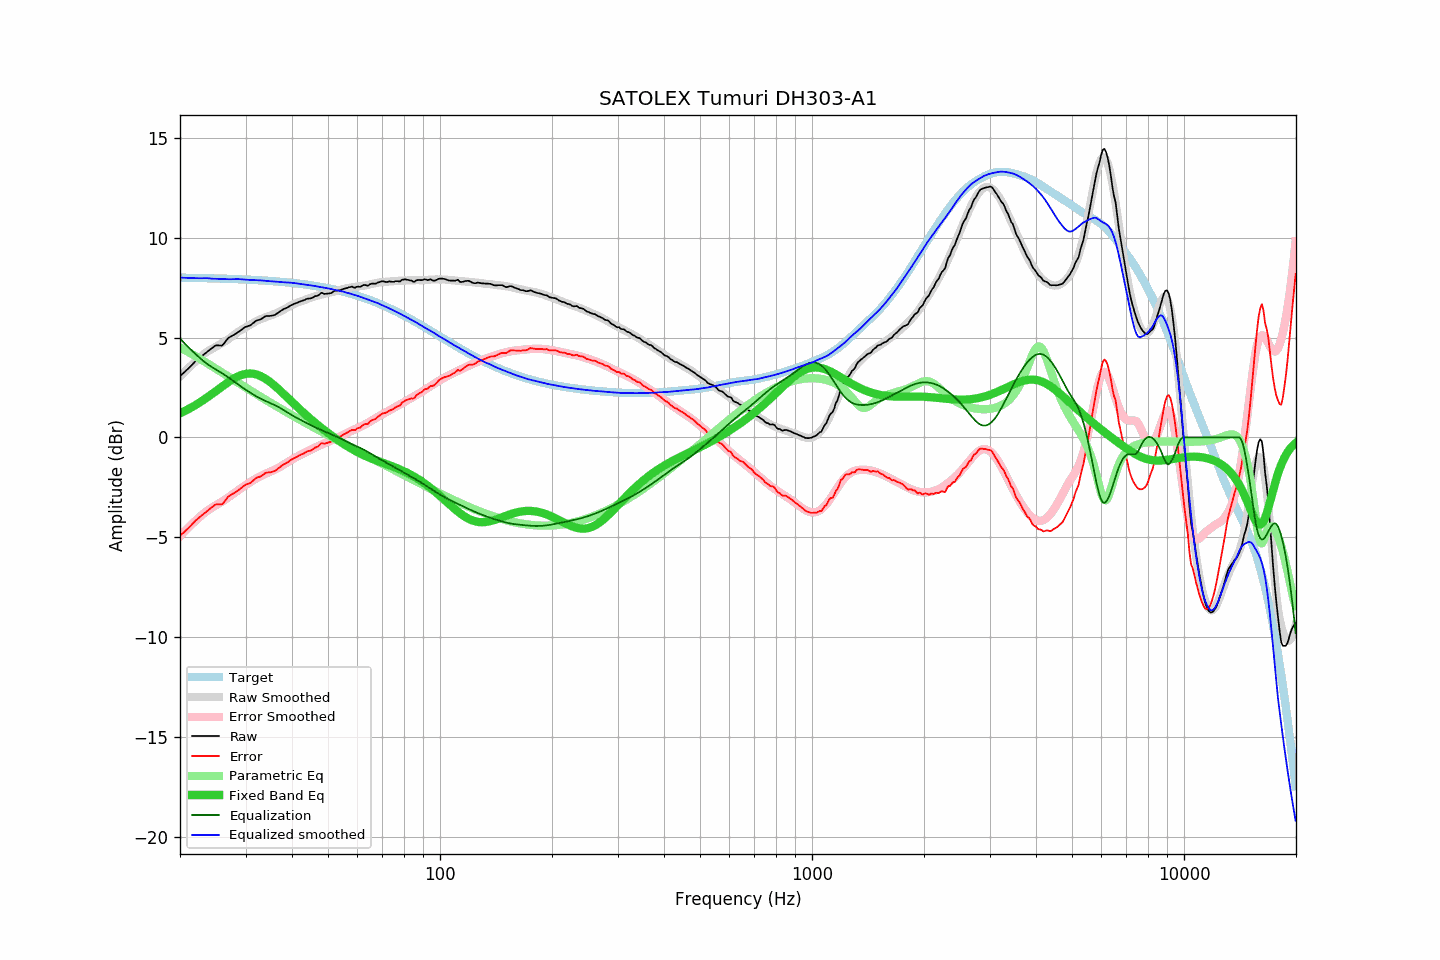 SATOLEX Tumuri DH303-A1
15
10
5
0
−5
−10
−15
−20
Amplitude (dBr)
Target
Raw Smoothed
Error Smoothed
Raw
Error
Parametric Eq
Fixed Band Eq
Equalization
Equalized smoothed
100
1000
10000
Frequency (Hz)